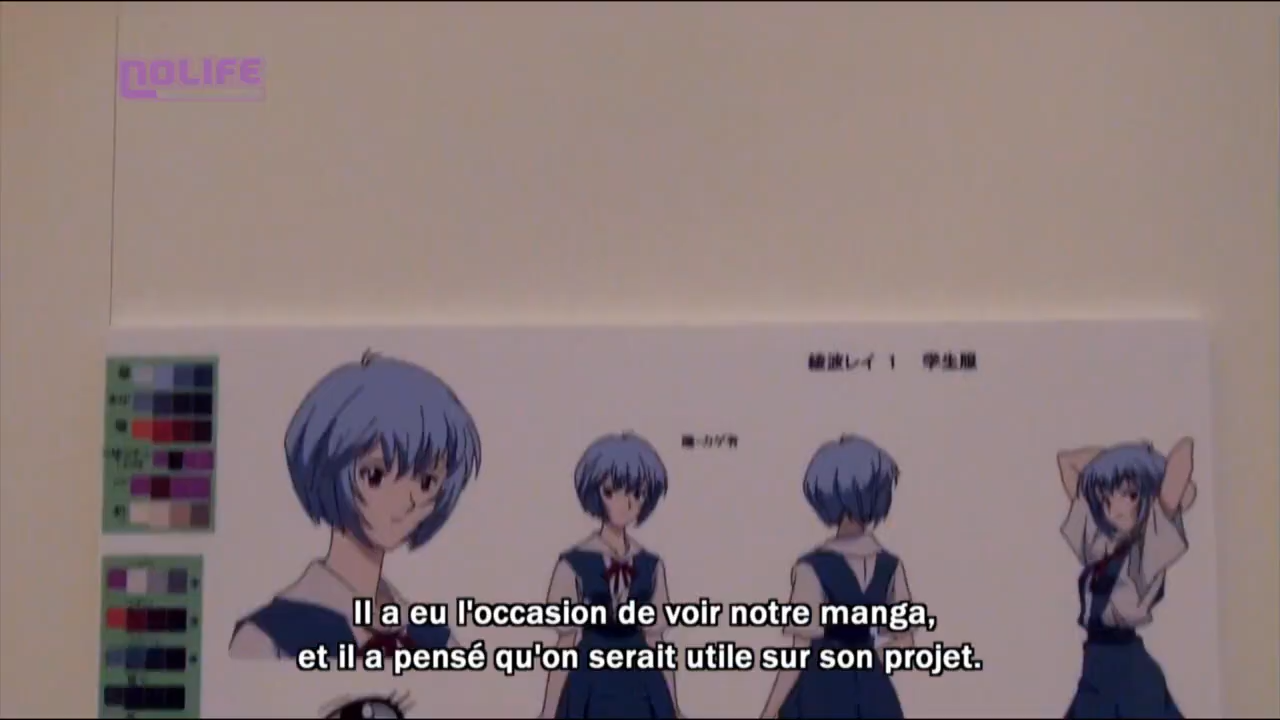 NOLIFE
綾波レイ 1 学生服
Il a eu l'occasion de voir notre manga,
et il a pensé qu'on serait utile sur son projet.